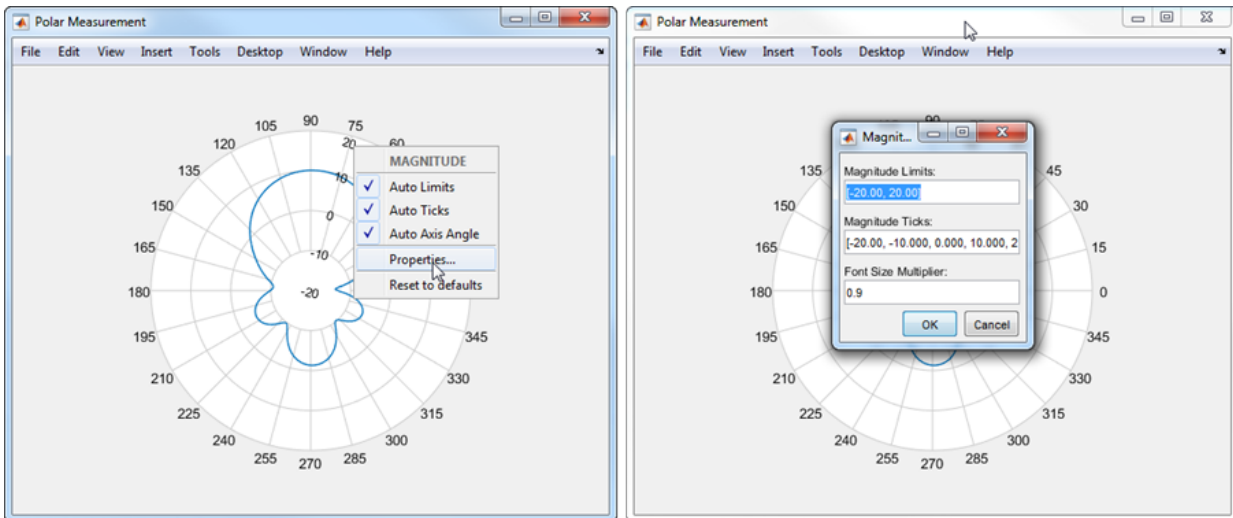 Polar Measurement
File Edit View Insert Tools Desktop Window Help
90
105 75
120 20 60
135 10
150 0
165 -10
180 -20
195 345
210 330
225 315
240 300
255 270 285
MAGNITUDE
Auto Limits
Auto Ticks
Auto Axis Angle
Properties...
Reset to defaults
Polar Measurement
File Edit View Insert Tools Desktop Window Help
90
135 45
150 30
165 15
180 0
195 345
210 330
225 315
240 300
255 270 285
Magnit...
Magnitude Limits:
[-20.00, 20.00]
Magnitude Ticks:
[-20.00, -10.000, 0.000, 10.000, 2
Font Size Multiplier:
0.9
OK Cancel